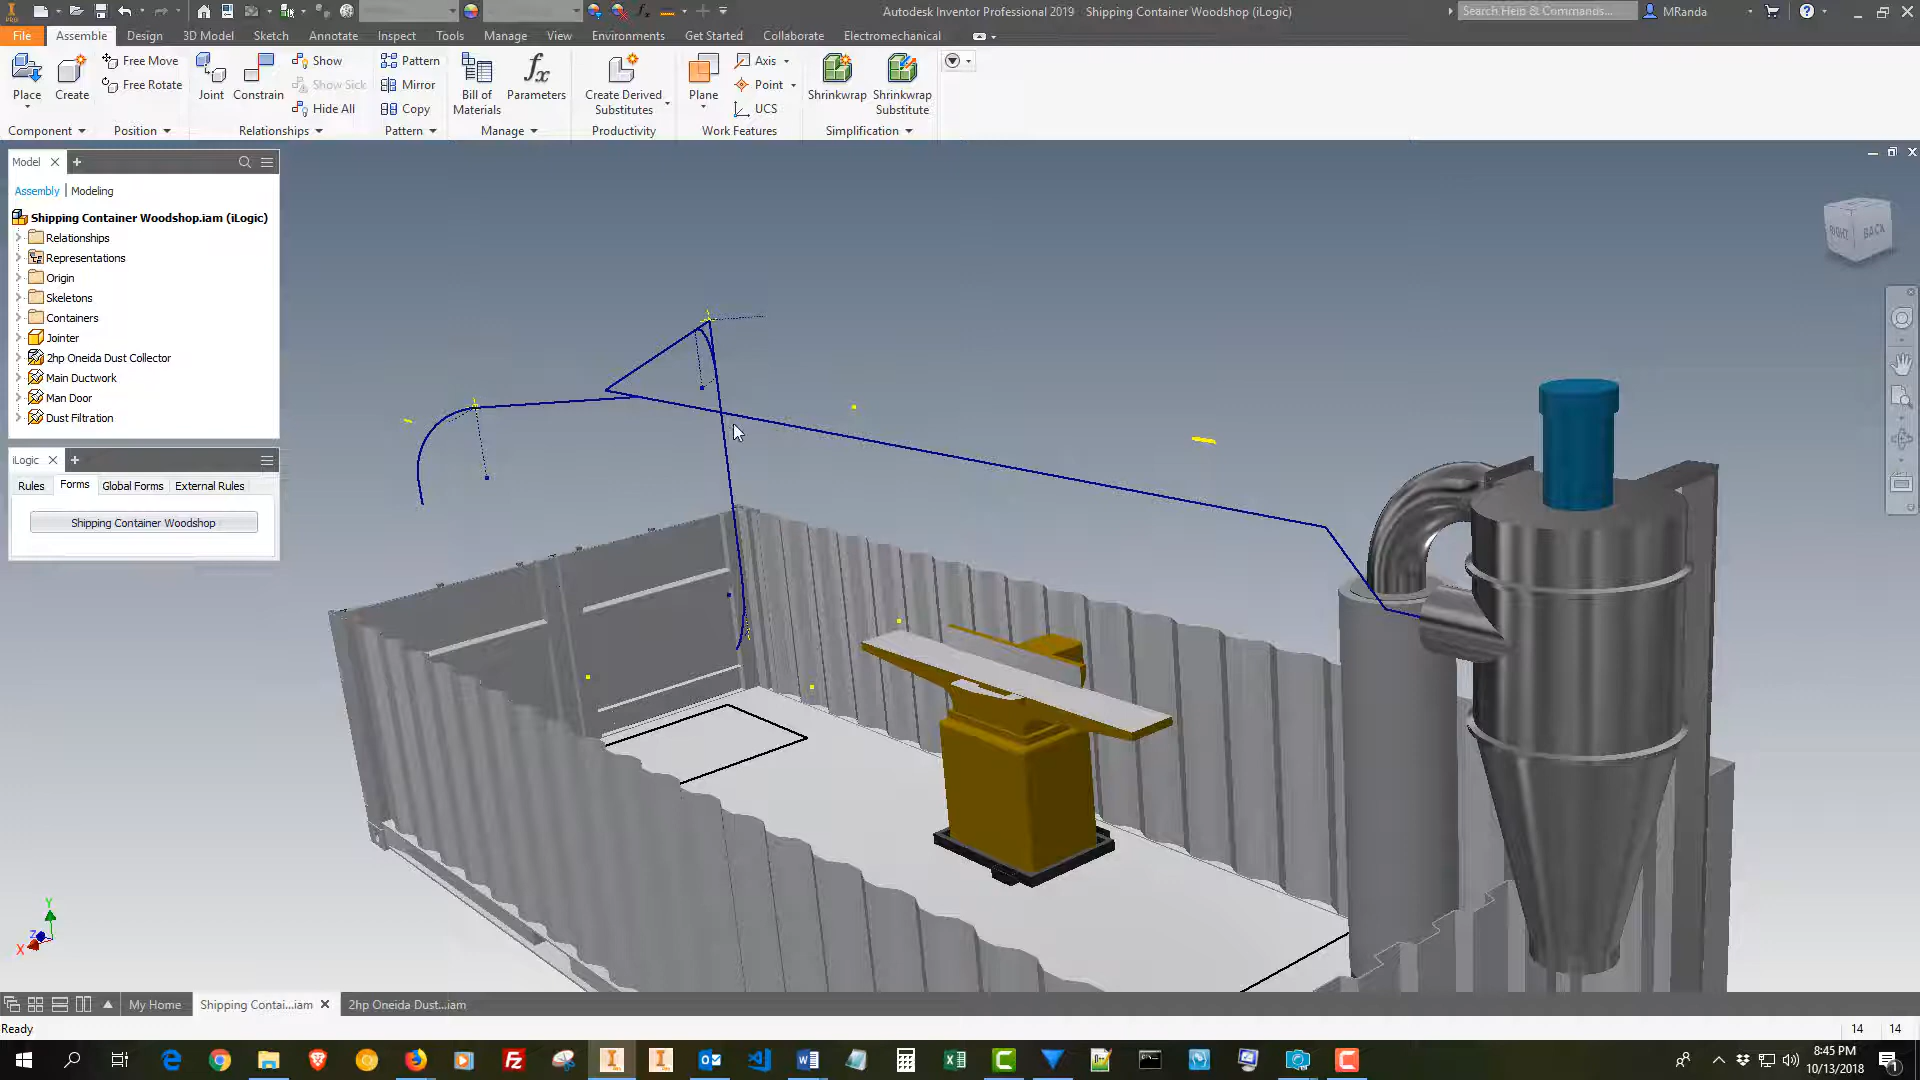 Autodesk Inventor Professional 2019   Shipping Container Woodshop (iLogic)
Search Help & Commands...
MRanda
File Assemble Design 3D Model Sketch Annotate Inspect Tools Manage View Environments Get Started Collaborate Electromechanical
Place
Create
Free Move
Free Rotate
Joint
Constrain
Show
Show Sick
Hide All
Pattern
Mirror
Copy
Bill of
Materials
Parameters
Create Derived
Substitutes
Plane
Axis
Point
UCS
Shrinkwrap
Shrinkwrap
Substitute
Component Position Relationships Pattern Manage Productivity Work Features Simplification
Model
Assembly | Modeling
Shipping Container Woodshop.iam (iLogic)
Relationships
Representations
Origin
Skeletons
Containers
Jointer
2hp Oneida Dust Collector
Main Ductwork
Man Door
Dust Filtration
iLogic
Rules Forms Global Forms External Rules
Shipping Container Woodshop
RIGHT BACK
Y
Z
X
My Home Shipping Contai...iam 2hp Oneida Dust...iam
Ready
14 14
8:45 PM
10/13/2018